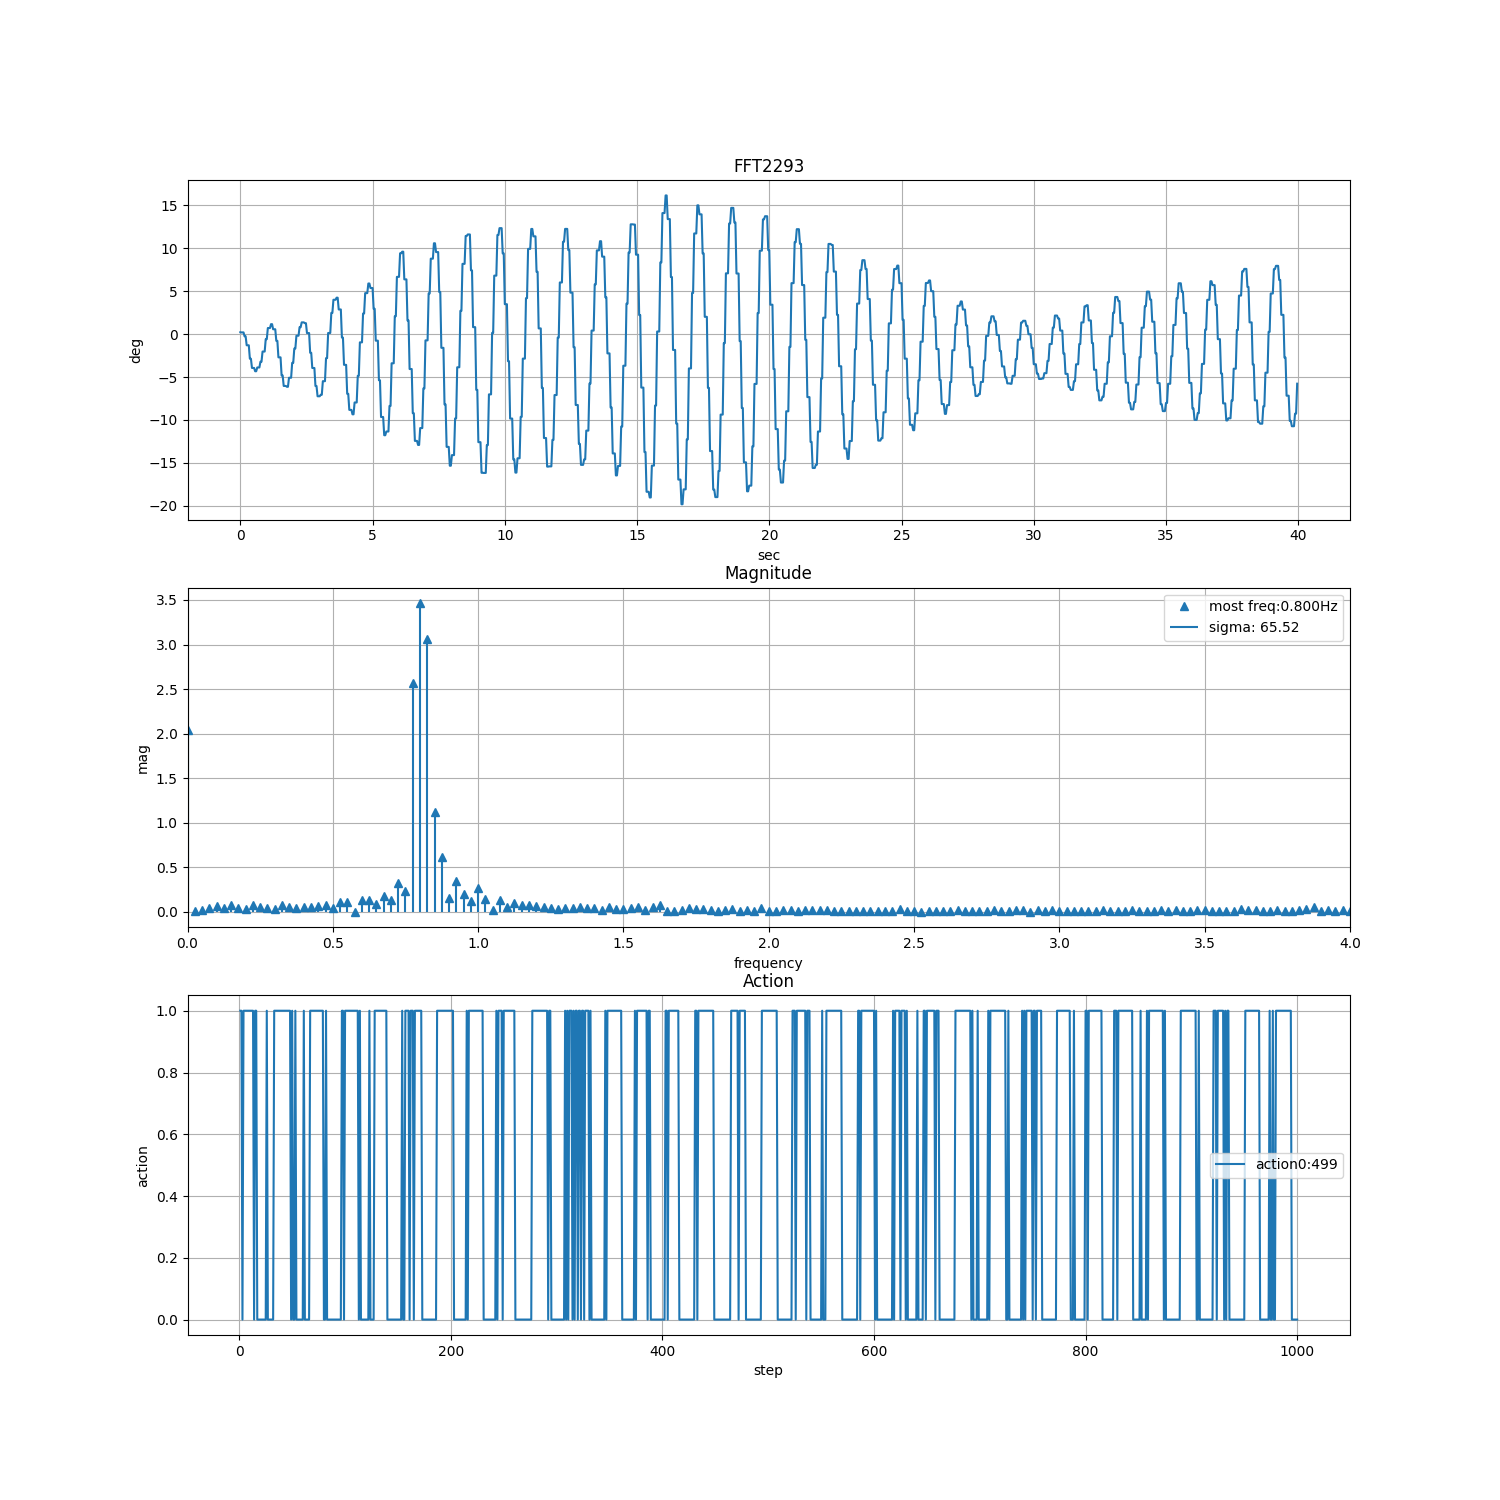 FFT2293
15
10
5
0
−5
−10
−15
−20
deg
0 5 10 15 20 25 30 35 40
sec
Magnitude
3.5
3.0
2.5
2.0
1.5
1.0
0.5
0.0
mag
most freq:0.800Hz
sigma: 65.52
0.0 0.5 1.0 1.5 2.0 2.5 3.0 3.5 4.0
frequency
Action
1.0
0.8
0.6
0.4
0.2
0.0
action
action0:499
0 200 400 600 800 1000
step